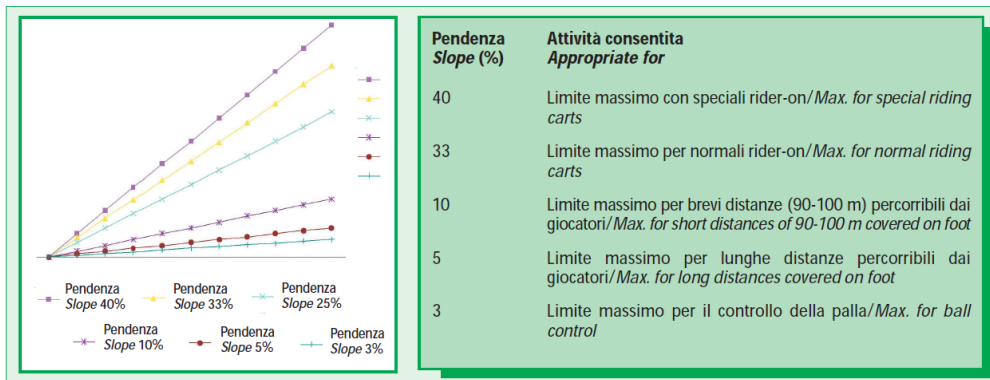 Pendenza
Slope 40%
Pendenza
Slope 33%
Pendenza
Slope 25%
Pendenza
Slope 10%
Pendenza
Slope 5%
Pendenza
Slope 3%
Pendenza Attività consentita
Slope (%) Appropriate for
40 Limite massimo con speciali rider-on/Max. for special riding
carts
33 Limite massimo per normali rider-on/Max. for normal riding
carts
10 Limite massimo per brevi distanze (90-100 m) percorribili dai
giocatori/Max. for short distances of 90-100 m covered on foot
5 Limite massimo per lunghe distanze percorribili dai
giocatori/Max. for long distances covered on foot
3 Limite massimo per il controllo della palla/Max. for ball
control